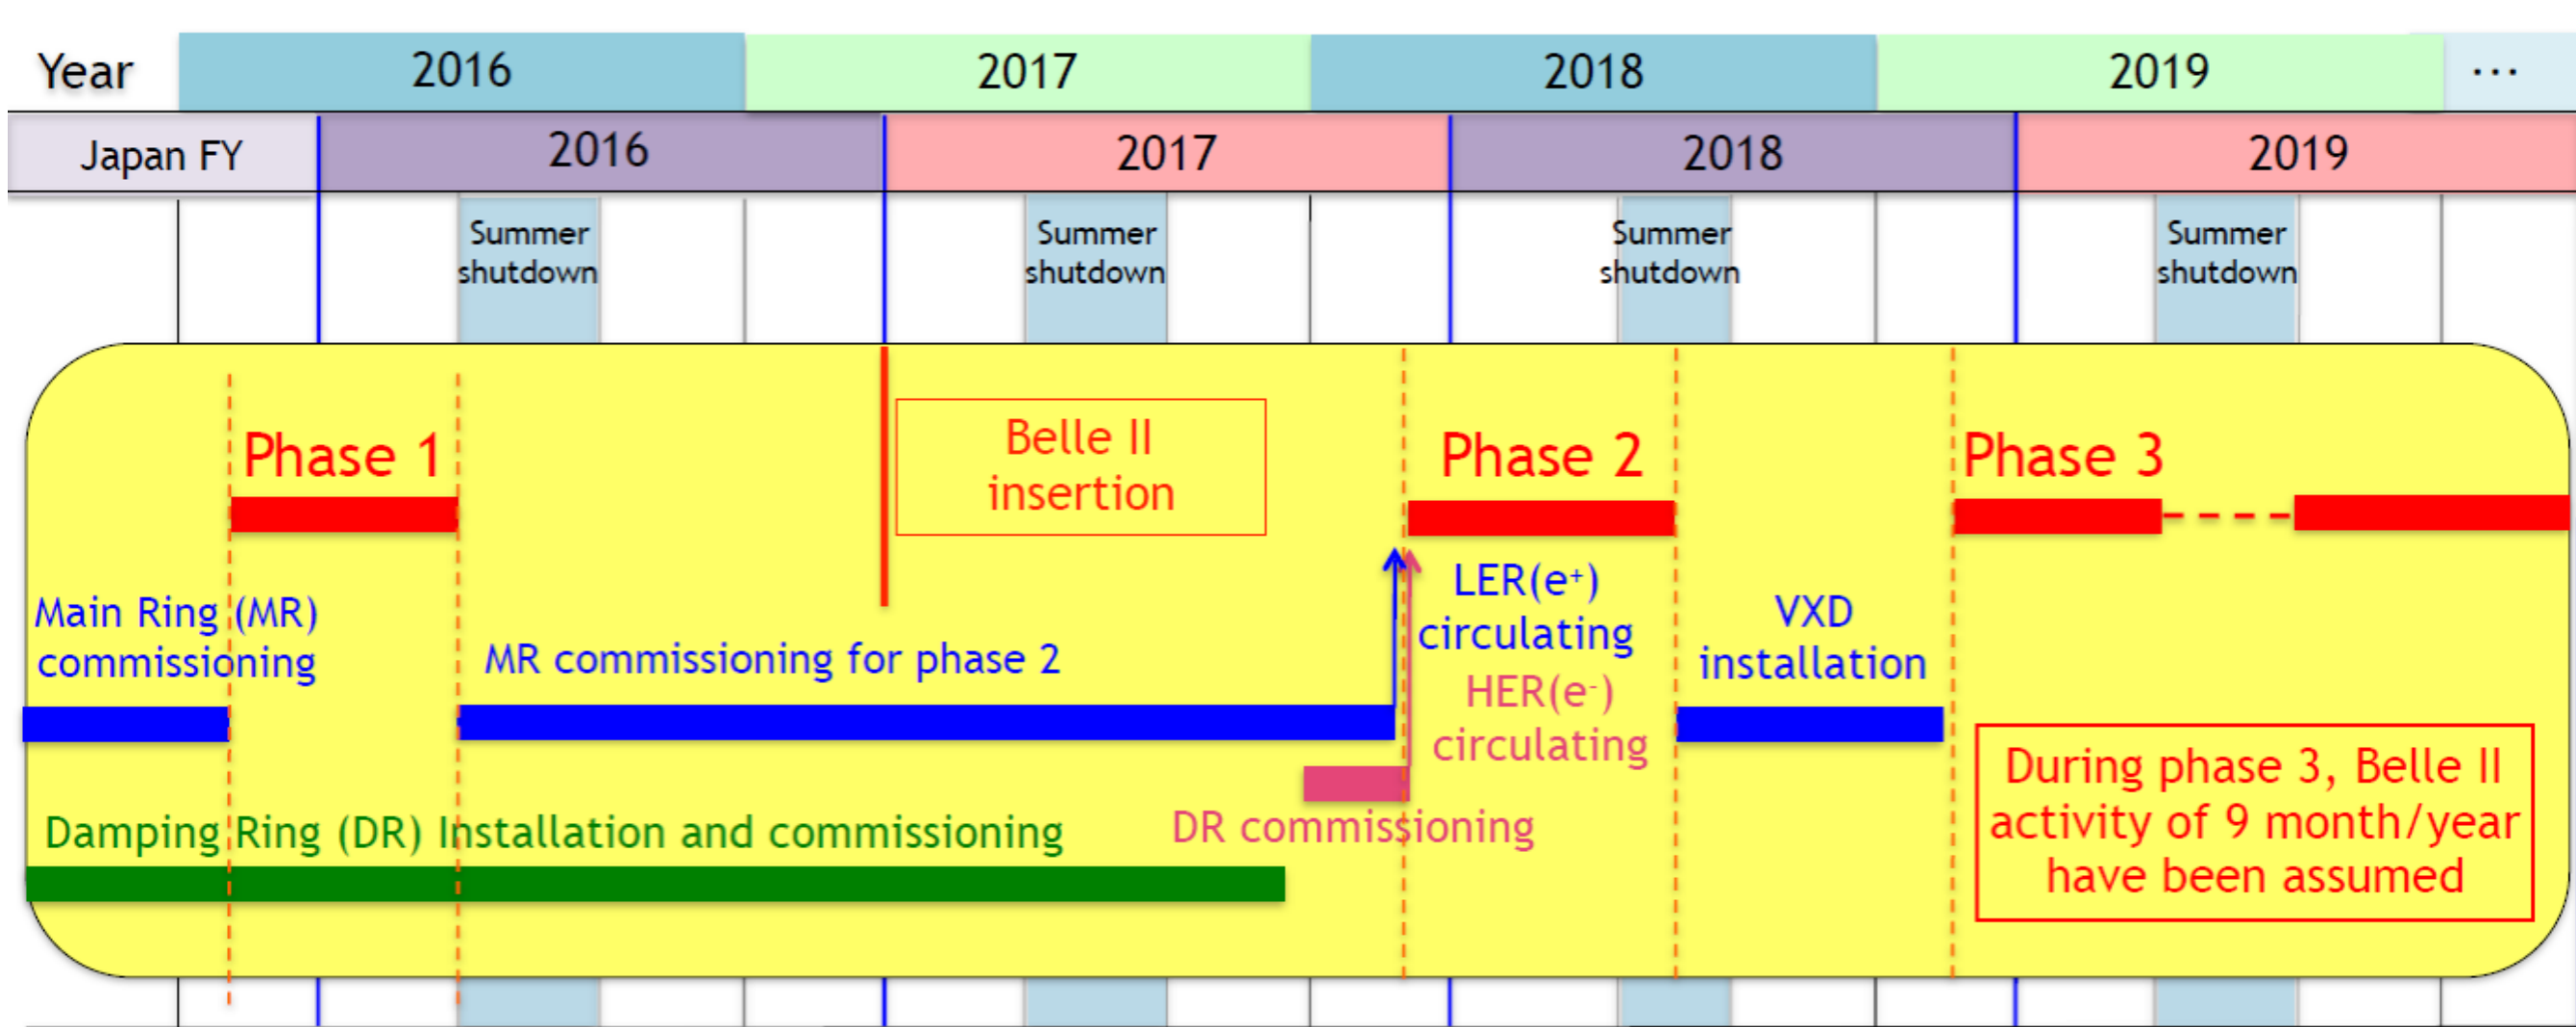 Year 2016 2017 2018 2019 ...
Japan FY 2016 2017 2018 2019
Summer
shutdown
Summer
shutdown
Summer
shutdown
Summer
shutdown
Phase 1
Belle II
insertion
Phase 2
Phase 3
Main Ring (MR)
commissioning
MR commissioning for phase 2
LER(e⁺)
circulating
HER(e⁻)
circulating
VXD
installation
DR commissioning
Damping Ring (DR) Installation and commissioning
During phase 3, Belle II
activity of 9 month/year
have been assumed